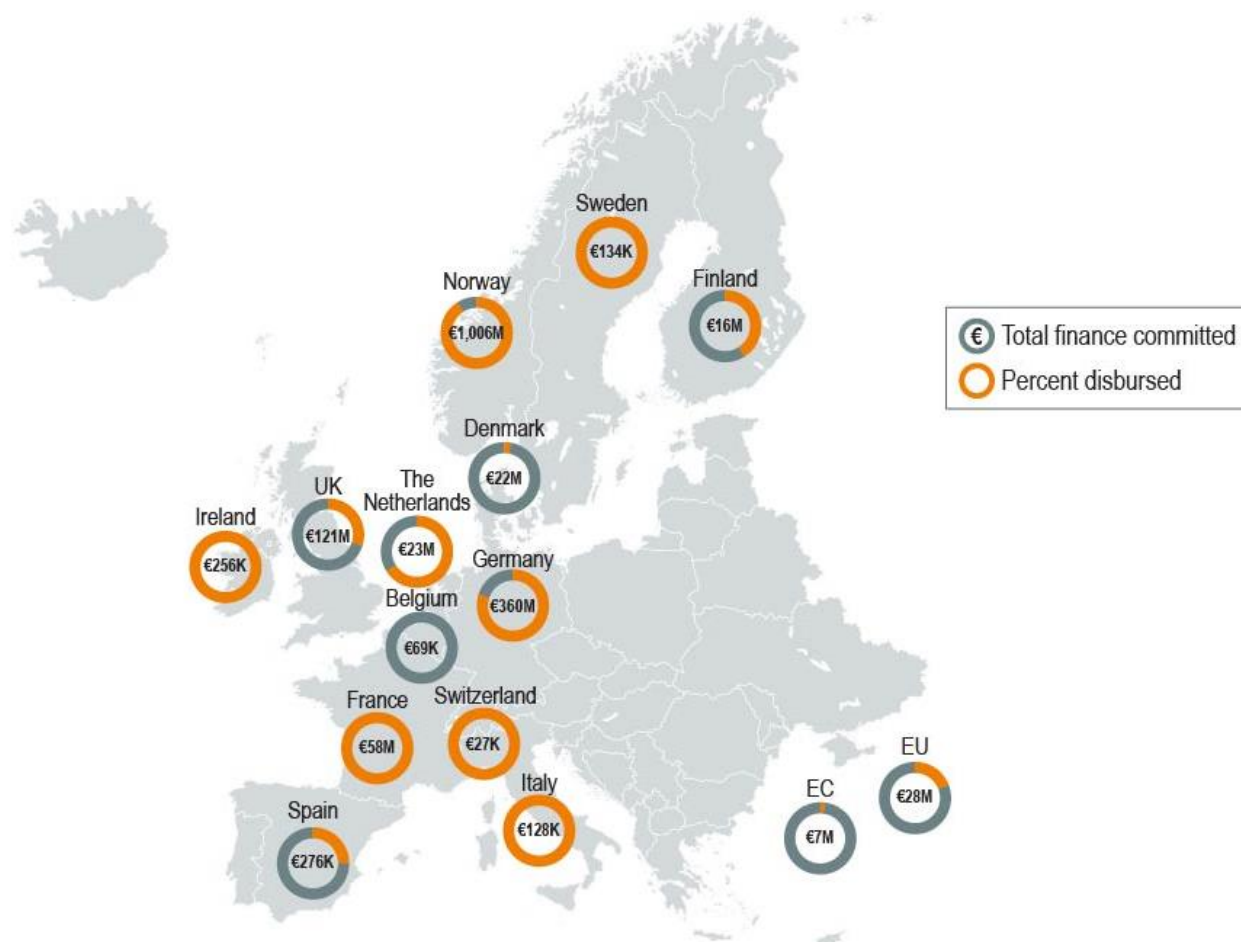 Sweden
€134K
Norway
€1,006M
Finland
€16M
€ Total finance committed
Percent disbursed
Denmark
€22M
The
Netherlands
€23M
UK
€121M
Ireland
€256K
Germany
€360M
Belgium
€69K
France
€58M
Switzerland
€27K
Italy
€128K
Spain
€276K
EU
€28M
EC
€7M